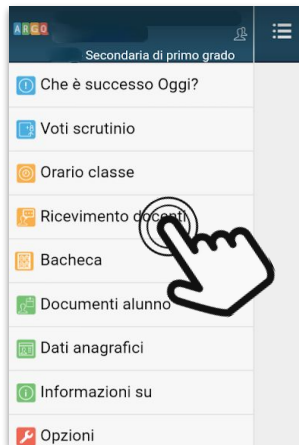 ARGO
Secondaria di primo grado
Che è successo Oggi?
Voti scrutinio
Orario classe
Ricevimento docenti
Bacheca
Documenti alunno
Dati anagrafici
Informazioni su
Opzioni